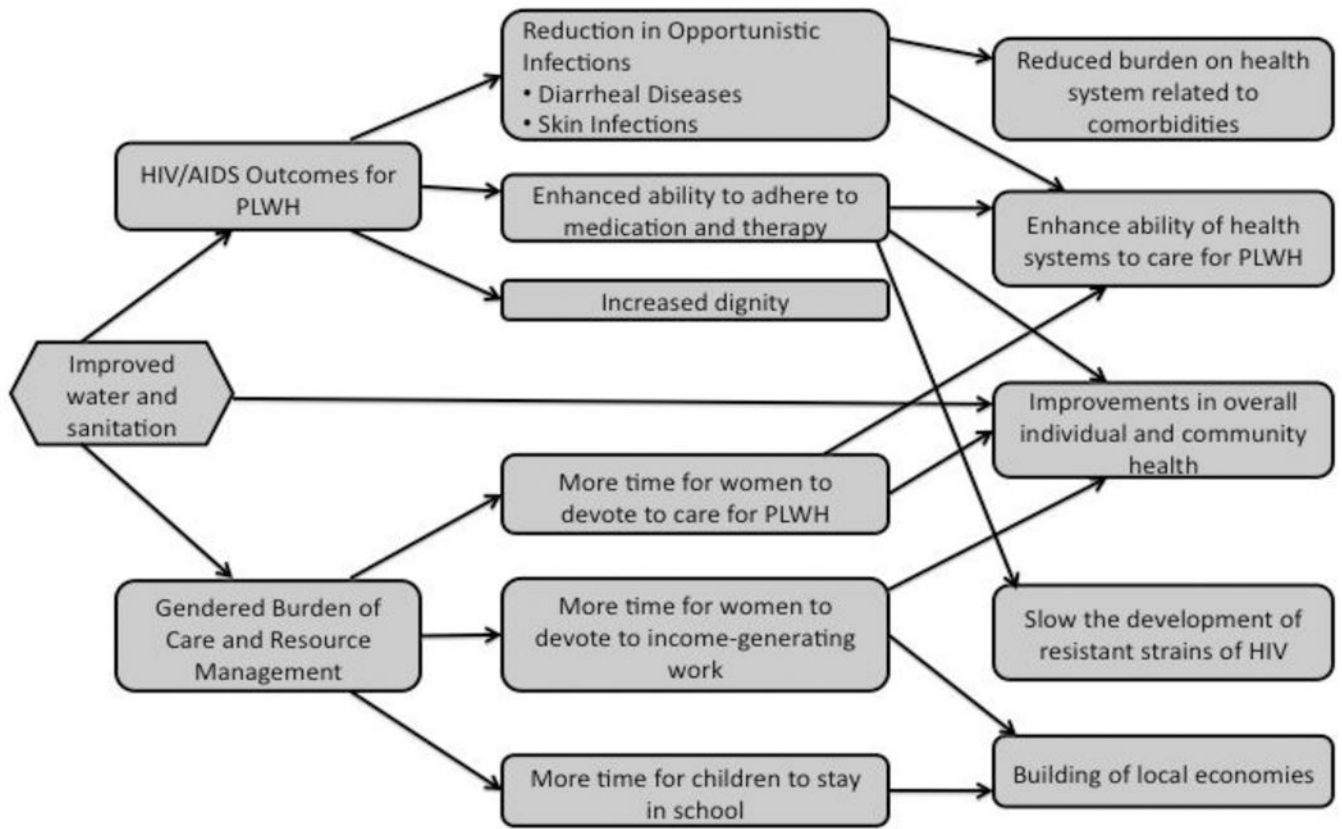 Reduction in Opportunistic
Infections
• Diarrheal Diseases
• Skin Infections
Reduced burden on health
system related to
comorbidities
HIV/AIDS Outcomes for
PLWH
Enhanced ability to adhere to
medication and therapy
Enhance ability of health
systems to care for PLWH
Increased dignity
Improved
water and
sanitation
Improvements in overall
individual and community
health
More time for women to
devote to care for PLWH
Gendered Burden of
Care and Resource
Management
More time for women to
devote to income-generating
work
Slow the development of
resistant strains of HIV
More time for children to stay
in school
Building of local economies